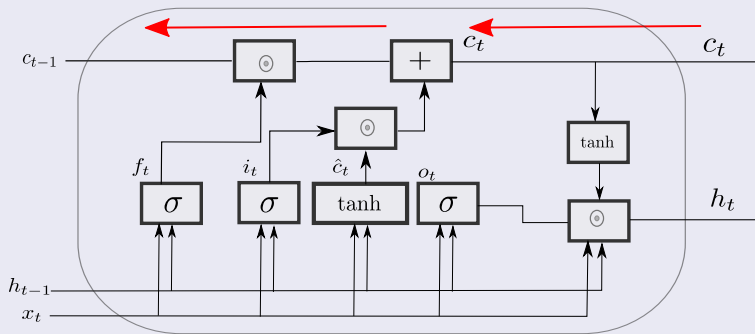 c_{t-1}
⊙
+
c_t
c_t
⊙
tanh
f_t
i_t
ĉ_t
o_t
σ
σ
tanh
σ
⊙
h_t
h_{t-1}
x_t